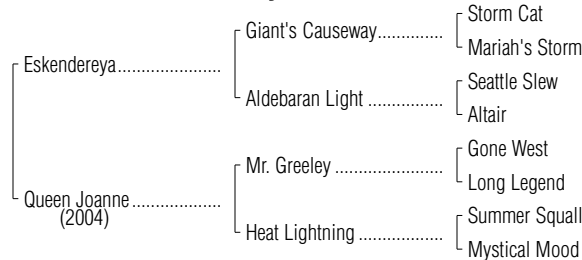 Storm Cat
Giant's Causeway..............
Mariah's Storm
Eskendereya......................
Seattle Slew
Aldebaran Light ................
Altair
Gone West
Mr. Greeley .......................
Long Legend
Queen Joanne...................
(2004)
Summer Squall
Heat Lightning ..................
Mystical Mood